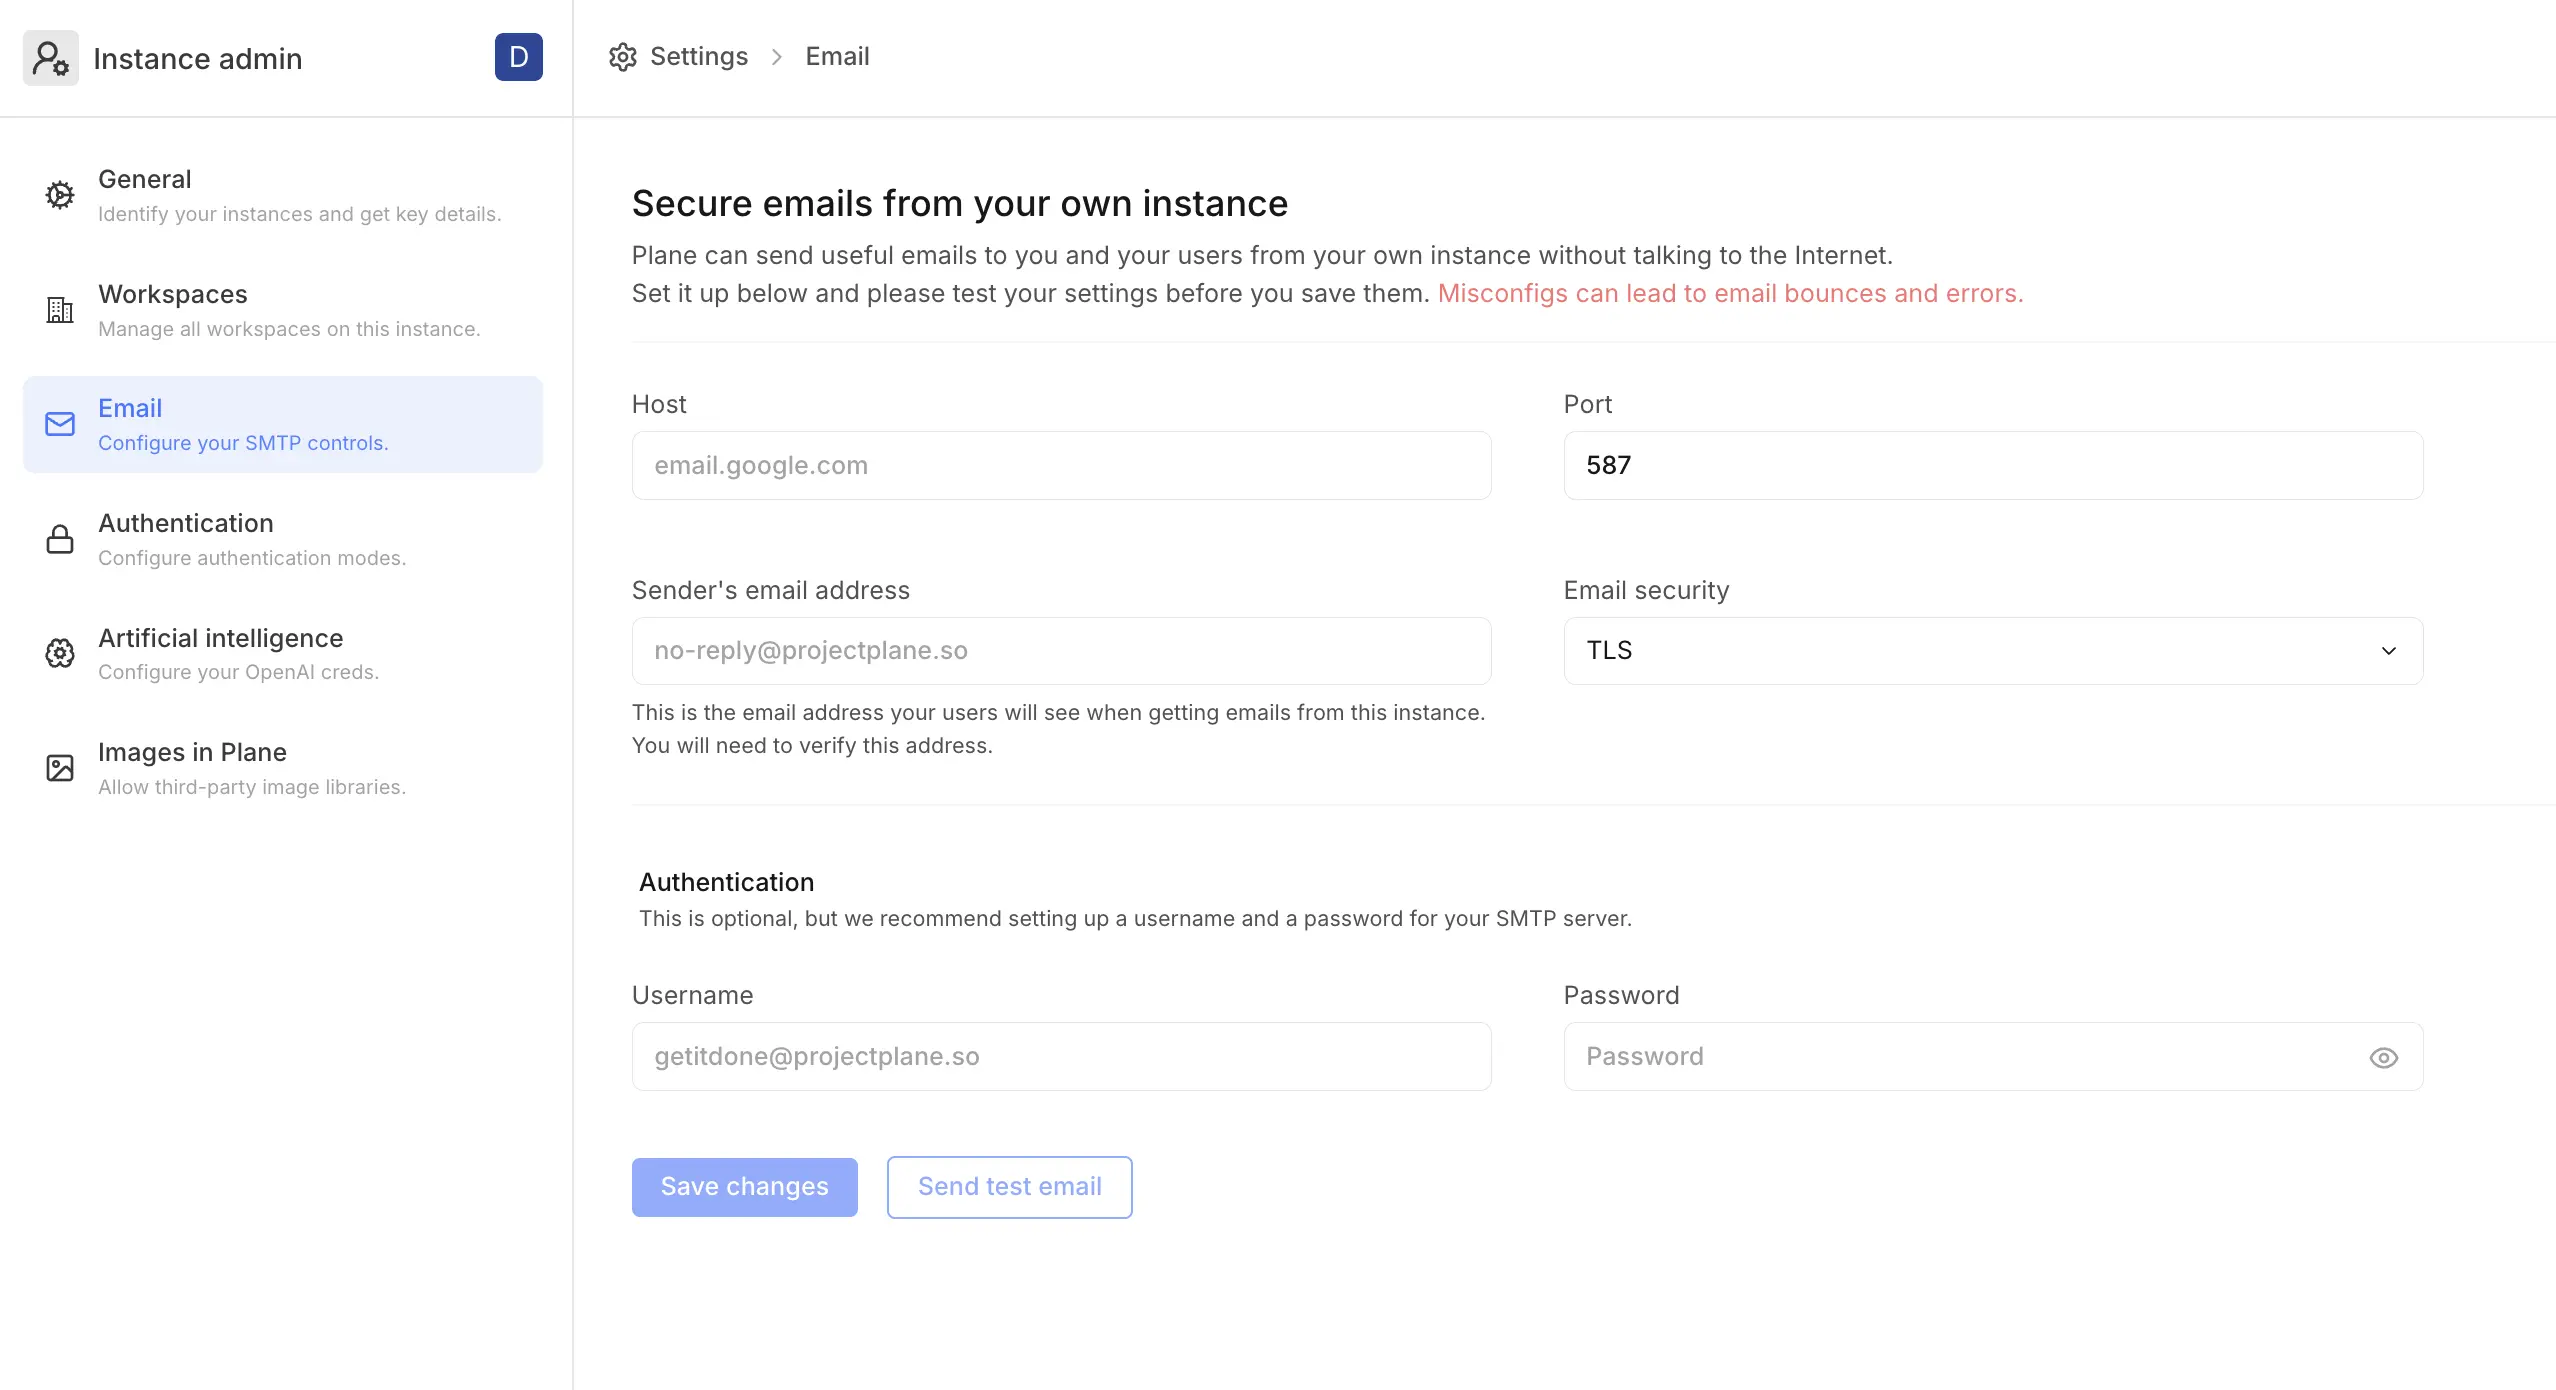 Instance admin
D
Settings
Email
General
Identify your instances and get key details.
Workspaces
Manage all workspaces on this instance.
Email
Configure your SMTP controls.
Authentication
Configure authentication modes.
Artificial intelligence
Configure your OpenAI creds.
Images in Plane
Allow third-party image libraries.
Secure emails from your own instance
Plane can send useful emails to you and your users from your own instance without talking to the Internet.
Set it up below and please test your settings before you save them. Misconfigs can lead to email bounces and errors.
Host
email.google.com
Port
587
Sender's email address
no-reply@projectplane.so
This is the email address your users will see when getting emails from this instance.
You will need to verify this address.
Email security
TLS
Authentication
This is optional, but we recommend setting up a username and a password for your SMTP server.
Username
getitdone@projectplane.so
Password
Password
Save changes
Send test email